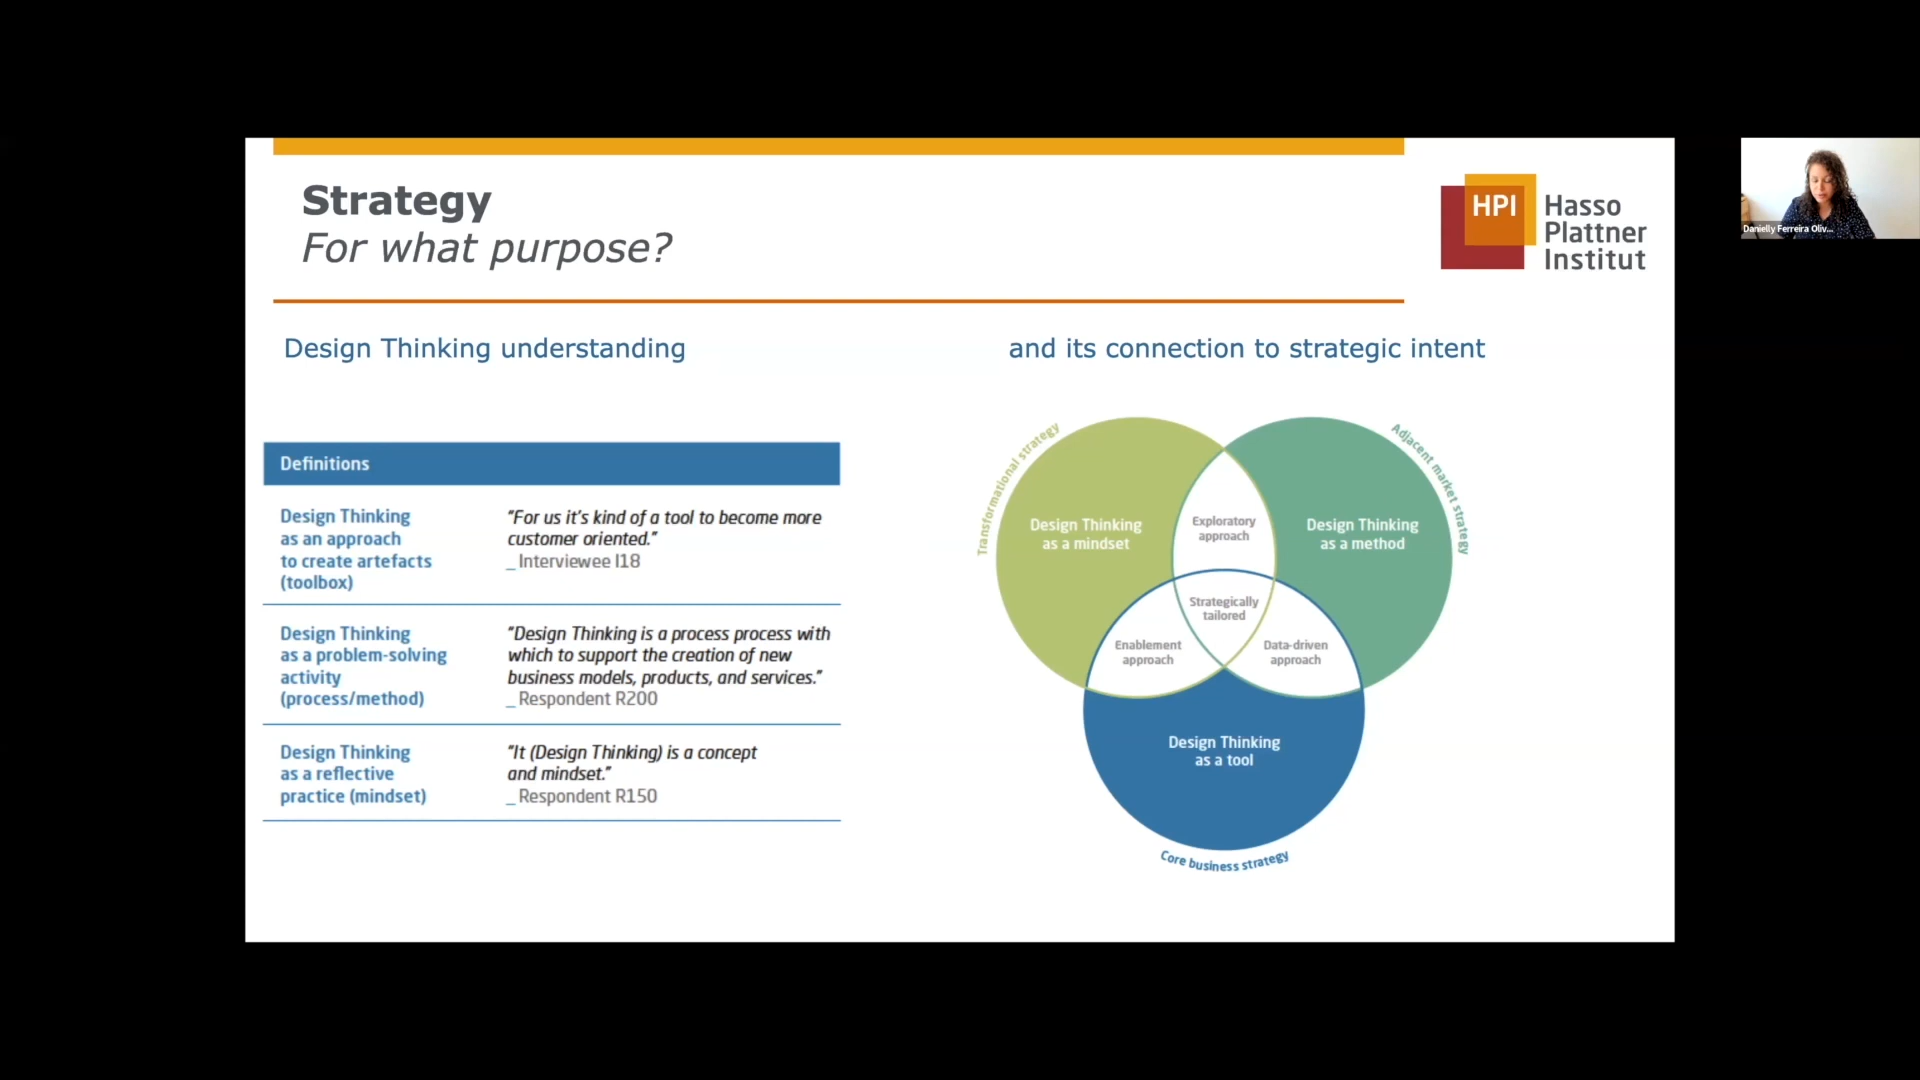 Strategy
For what purpose?
HPI
Hasso
Plattner
Institut
Danielly Ferreira Oliv...
Design Thinking understanding
and its connection to strategic intent
Definitions
Design Thinking
as an approach
to create artefacts
(toolbox)
“For us it’s kind of a tool to become more
customer oriented.”
_ Interviewee I18
Design Thinking
as a problem-solving
activity
(process/method)
“Design Thinking is a process process with
which to support the creation of new
business models, products, and services.”
_ Respondent R200
Design Thinking
as a reflective
practice (mindset)
“It (Design Thinking) is a concept
and mindset.”
_ Respondent R150
Transformational strategy
Adjacent market strategy
Design Thinking
as a mindset
Exploratory
approach
Design Thinking
as a method
Strategically
tailored
Enablement
approach
Data-driven
approach
Design Thinking
as a tool
Core business strategy